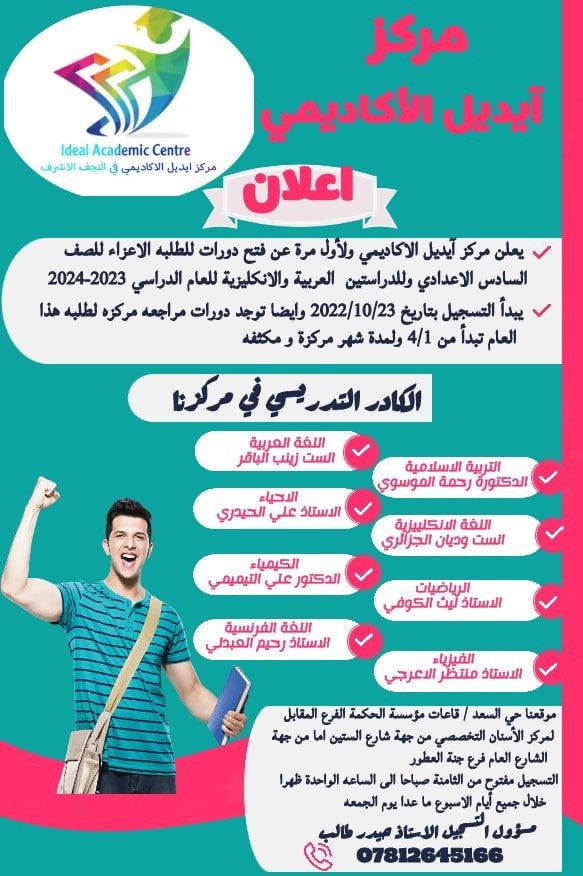 مركز
آيديل الأكاديمي
Ideal Academic Centre
مركز ايديل الاكاديمي في النجف الاشرف
اعلان
يعلن مركز آيديل الاكاديمي ولأول مرة عن فتح دورات للطلبه الاعزاء للصف
السادس الاعدادي وللدراستين العربية والانكليزية للعام الدراسي 2023-2024
يبدأ التسجيل بتاريخ 2022/10/23 وايضا توجد دورات مراجعه مركزه لطلبه هذا
العام تبدأ من 4/1 ولمدة شهر مركزة و مكثفه
الكادر التدريسي في مركزنا
اللغة العربية
الست زينب الباقر
التربية الاسلامية
الدكتورة رحمة الموسوي
الاحياء
الاستاذ علي الحيدري
اللغة الانكلييزية
الست وديان الجزائري
الكيمياء
الدكتور علي التيميمي
الرياضيات
الاستاذ ليث الكوفي
اللغة الفرنسية
الاستاذ رحيم العبدلي
الفيزياء
الاستاذ منتظر الاعرجي
موقعنا حي السعد / قاعات مؤسسة الحكمة الفرع المقابل
لمركز الأسنان التخصصي من جهة شارع الستين اما من جهة
الشارع العام فرع جنة العطور
التسجيل مفتوح من الثامنة صباحا الى الساعه الواحدة ظهرا
خلال جميع أيام الاسبوع ما عدا يوم الجمعه
مسؤول التسجيل الاستاذ حيدر طالب
07812645166